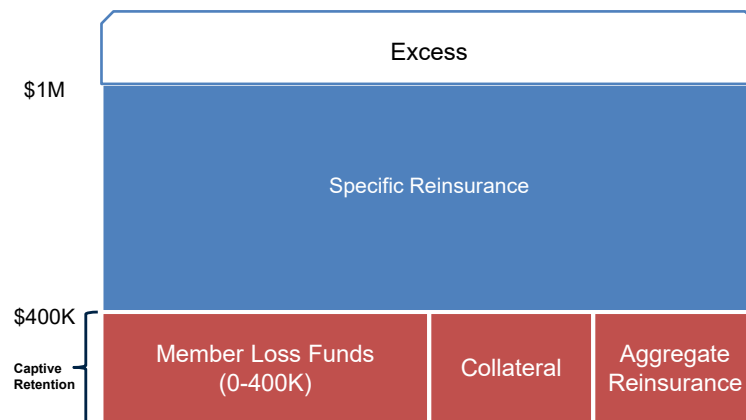 Excess
$1M
Specific Reinsurance
$400K
Captive
Retention
Member Loss Funds
(0-400K)
Collateral
Aggregate
Reinsurance